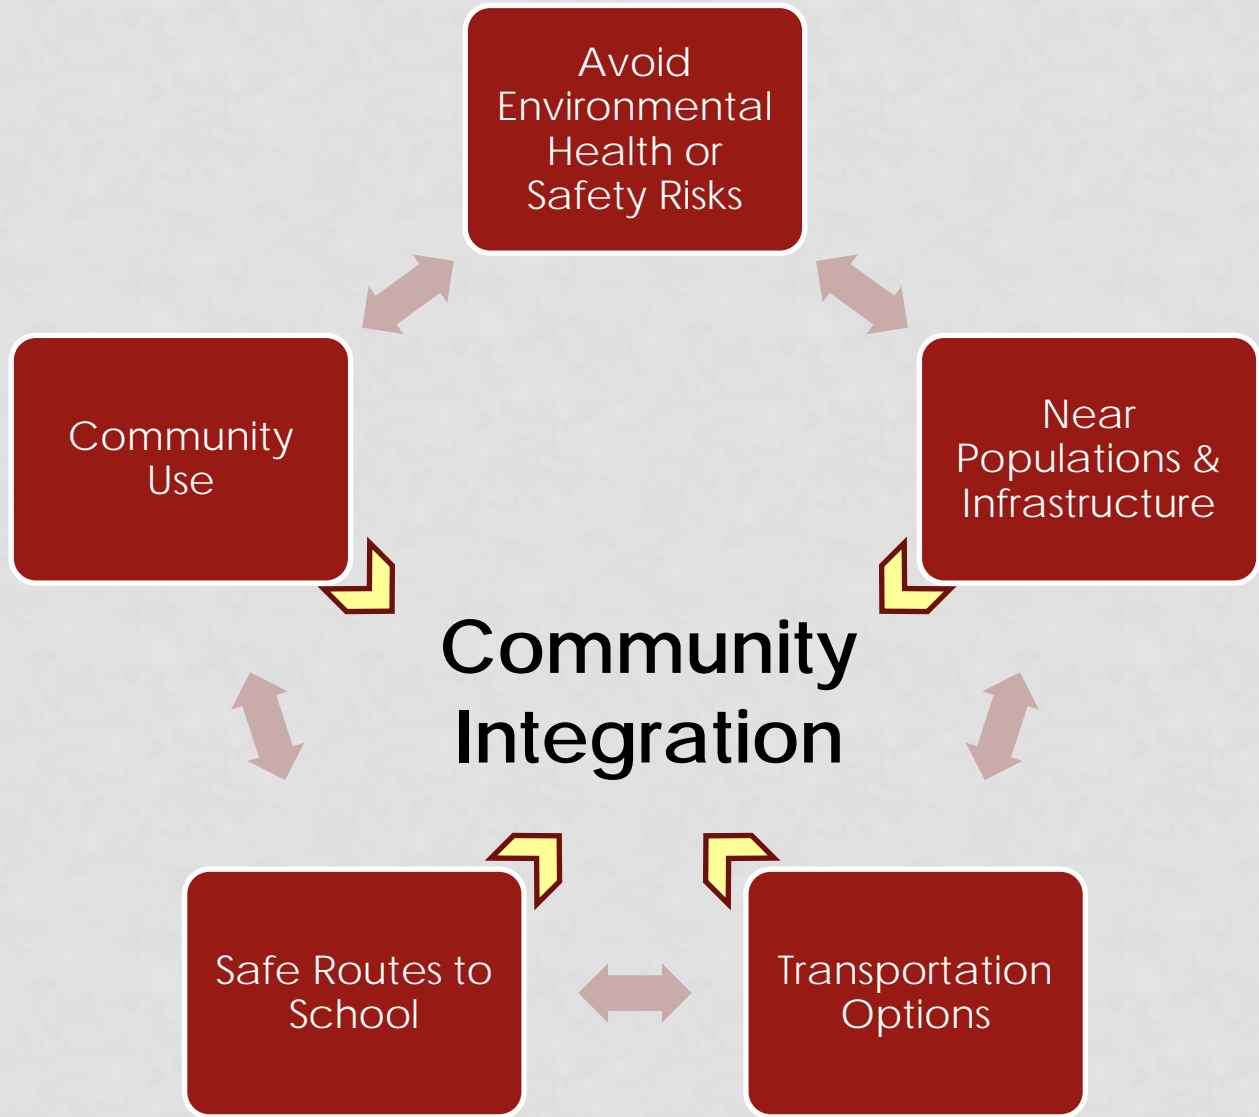 Avoid
Environmental
Health or
Safety Risks
Community
Use
Near
Populations &
Infrastructure
Community
Integration
Safe Routes to
School
Transportation
Options